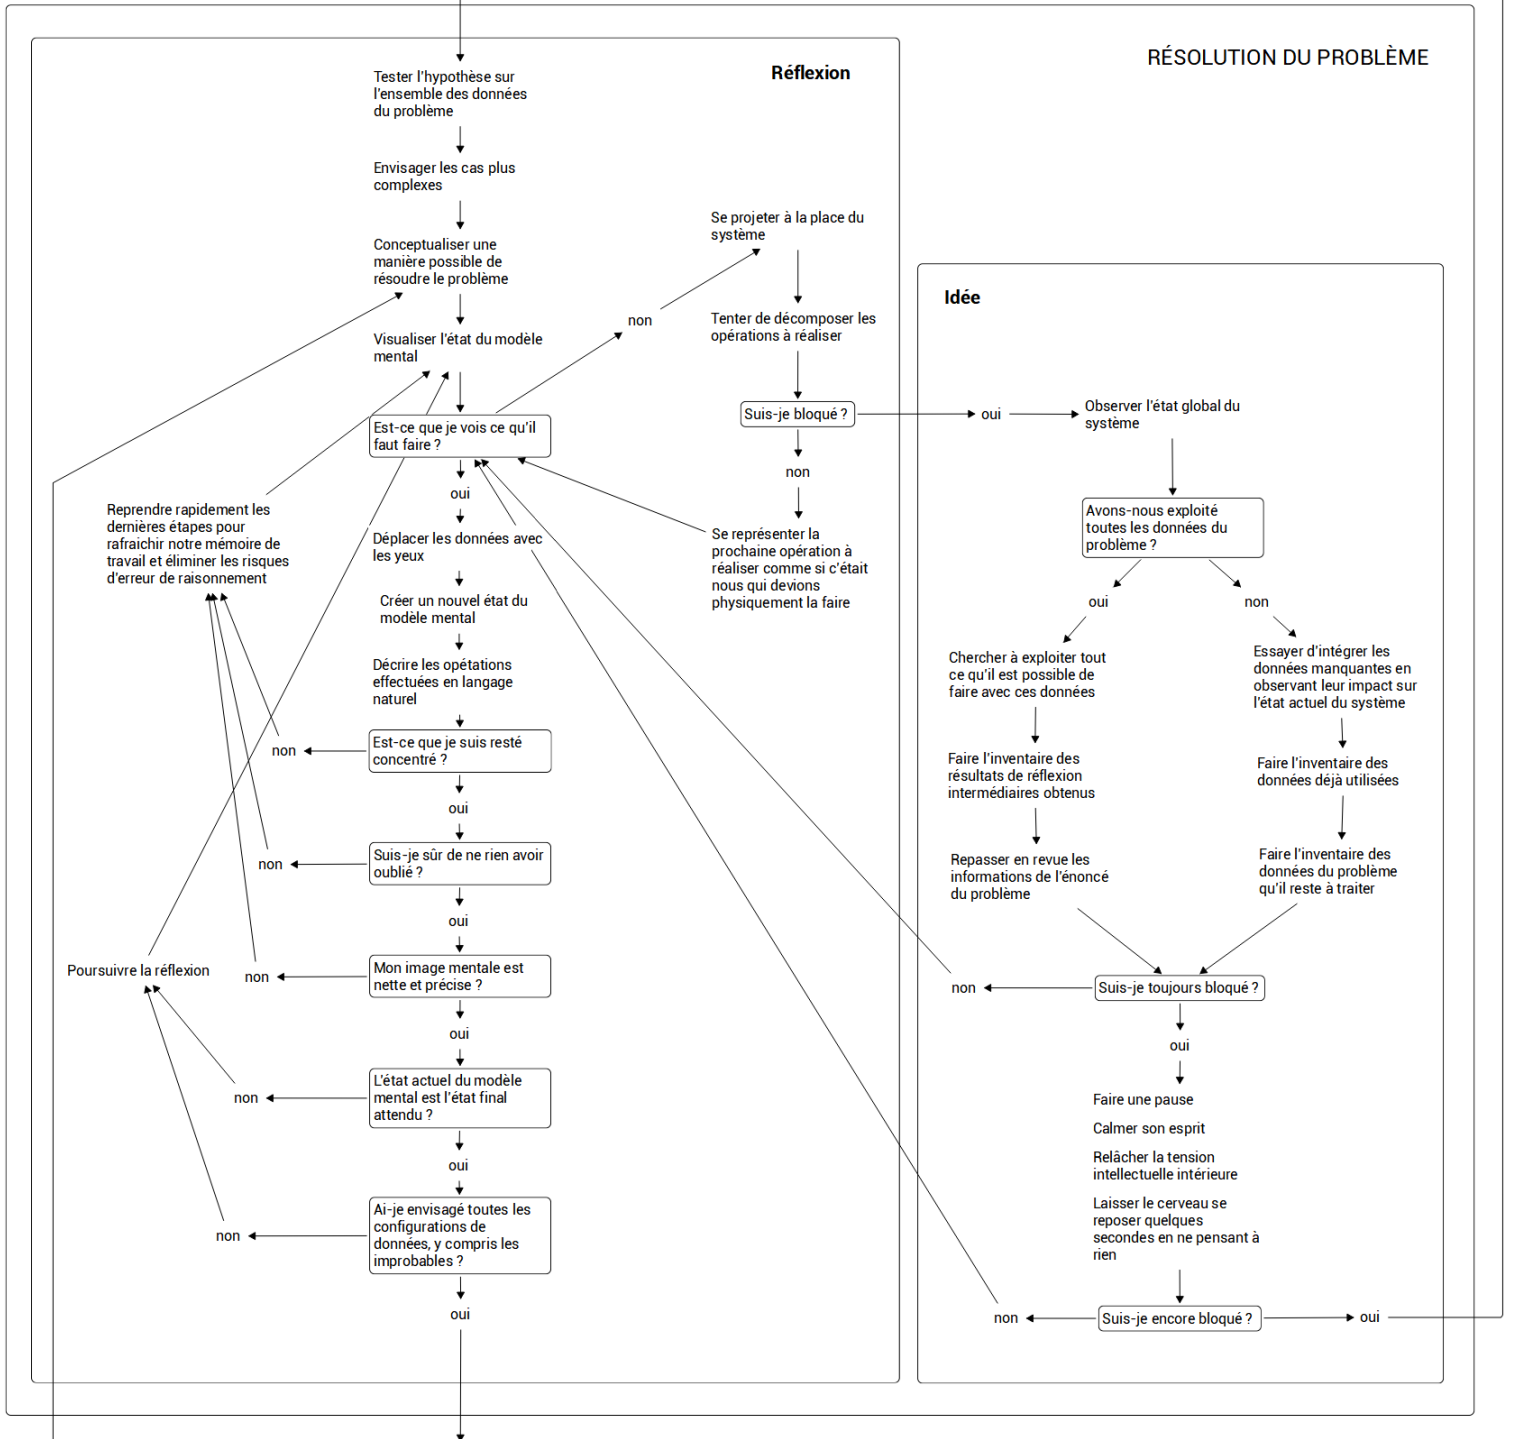 RÉSOLUTION DU PROBLÈME
Réflexion
Tester l'hypothèse sur
l'ensemble des données
du problème
Envisager les cas plus
complexes
Conceptualiser une
manière possible de
résoudre le problème
Visualiser l'état du modèle
mental
Est-ce que je vois ce qu'il
faut faire ?
non
Se projeter à la place du
système
Tenter de décomposer les
opérations à réaliser
Suis-je bloqué ?
non
Se représenter la
prochaine opération à
réaliser comme si c'était
nous qui devions
physiquement la faire
oui
Déplacer les données avec
les yeux
Créer un nouvel état du
modèle mental
Décrire les opétations
effectuées en langage
naturel
Est-ce que je suis resté
concentré ?
non
Reprendre rapidement les
dernières étapes pour
rafraichir notre mémoire de
travail et éliminer les risques
d'erreur de raisonnement
oui
Suis-je sûr de ne rien avoir
oublié ?
non
oui
Mon image mentale est
nette et précise ?
non
oui
L'état actuel du modèle
mental est l'état final
attendu ?
non
Poursuivre la réflexion
oui
Ai-je envisagé toutes les
configurations de
données, y compris les
improbables ?
non
oui
Idée
oui
Observer l'état global du
système
Avons-nous exploité
toutes les données du
problème ?
oui
Chercher à exploiter tout
ce qu'il est possible de
faire avec ces données
Faire l'inventaire des
résultats de réflexion
intermédiaires obtenus
Repasser en revue les
informations de l'énoncé
du problème
non
Essayer d'intégrer les
données manquantes en
observant leur impact sur
l'état actuel du système
Faire l'inventaire des
données déjà utilisées
Faire l'inventaire des
données du problème
qu'il reste à traiter
Suis-je toujours bloqué ?
non
oui
Faire une pause
Calmer son esprit
Relâcher la tension
intellectuelle intérieure
Laisser le cerveau se
reposer quelques
secondes en ne pensant à
rien
Suis-je encore bloqué ?
non
oui